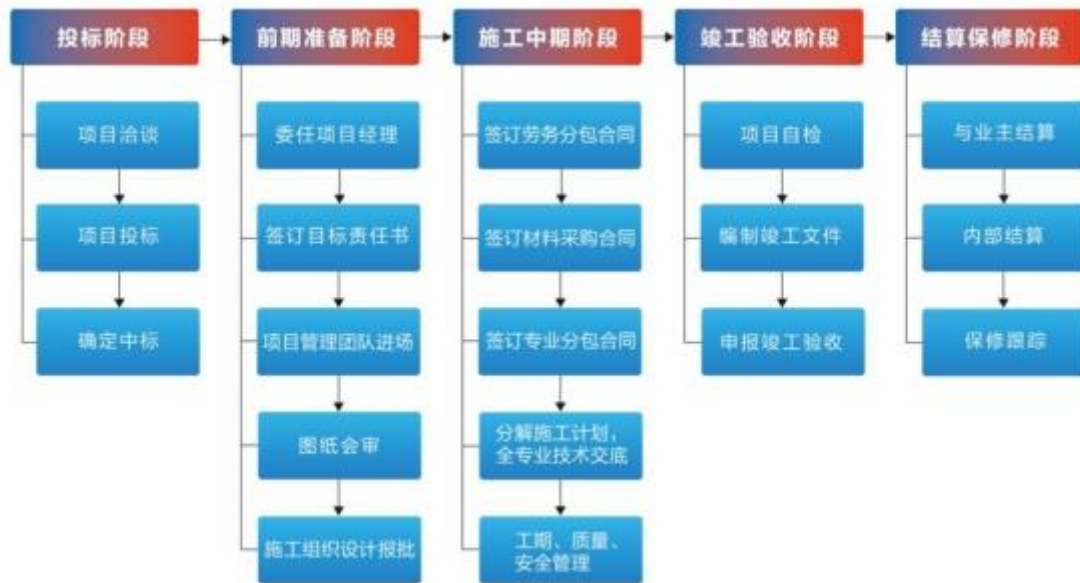 投标阶段
前期准备阶段
施工中期阶段
竣工验收阶段
结算保修阶段
项目洽谈
项目投标
确定中标
委任项目经理
签订目标责任书
项目管理团队进场
图纸会审
施工组织设计报批
签订劳务分包合同
签订材料采购合同
签订专业分包合同
分解施工计划,
全专业技术交底
工期、质量、
安全管理
项目自检
编制竣工文件
申报竣工验收
与业主结算
内部结算
保修跟踪